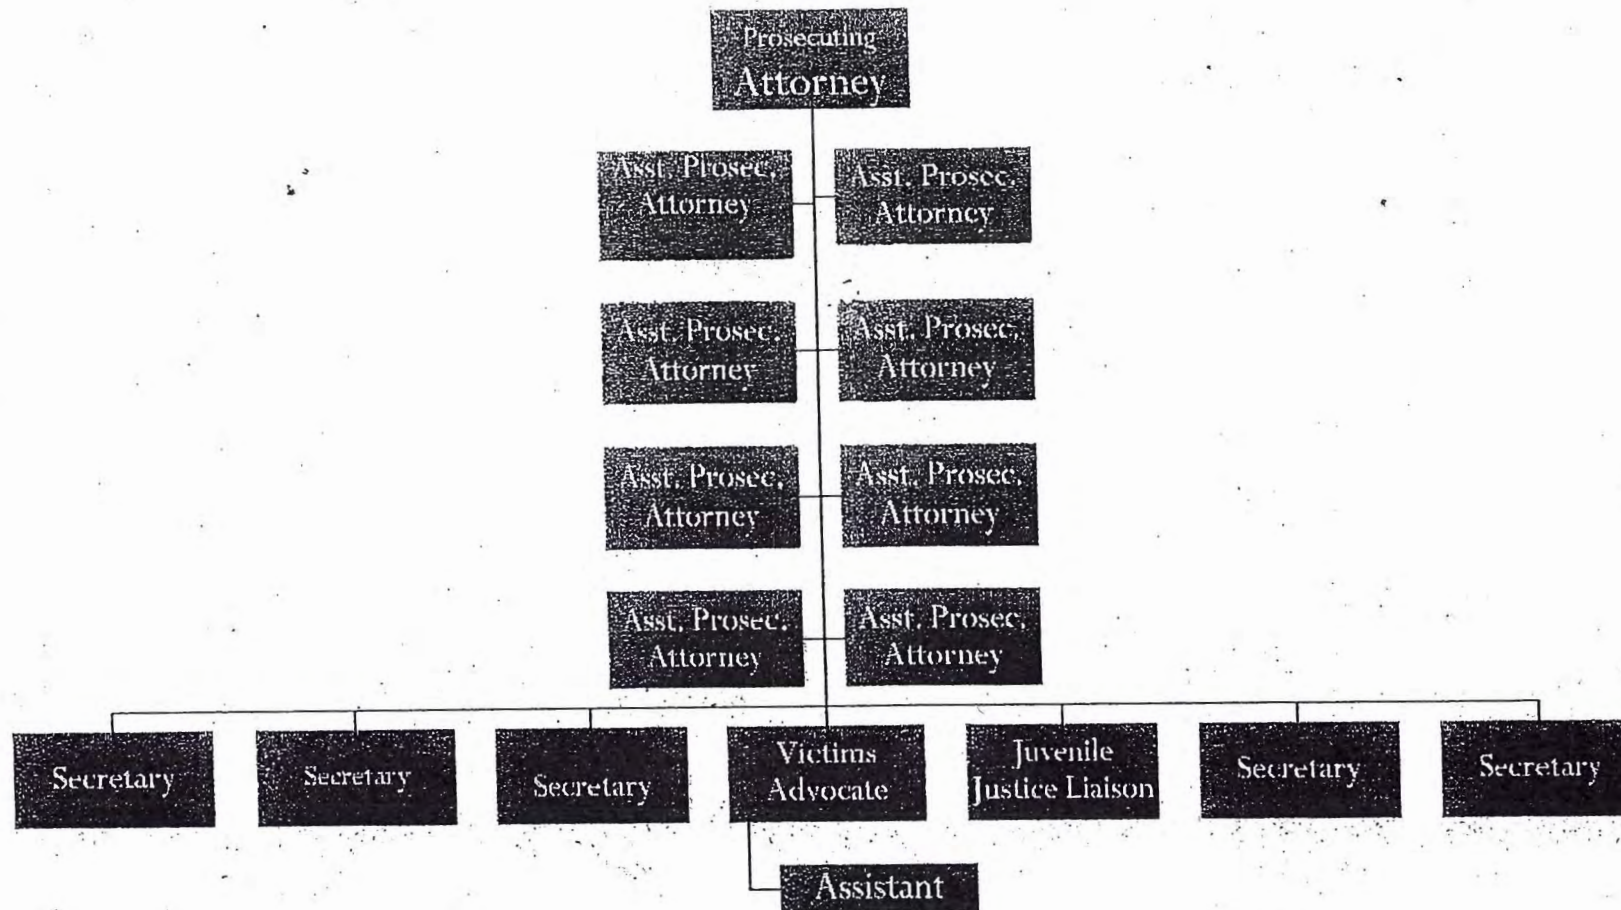 Prosecuting
Attorney
Asst. Prosec.
Attorney
Asst. Prosec.
Attorney
Asst. Prosec.
Attorney
Asst. Prosec.
Attorney
Asst. Prosec.
Attorney
Asst. Prosec.
Attorney
Asst. Prosec.
Attorney
Asst. Prosec.
Attorney
Secretary
Secretary
Secretary
Victims
Advocate
Juvenile
Justice Liaison
Secretary
Secretary
Assistant